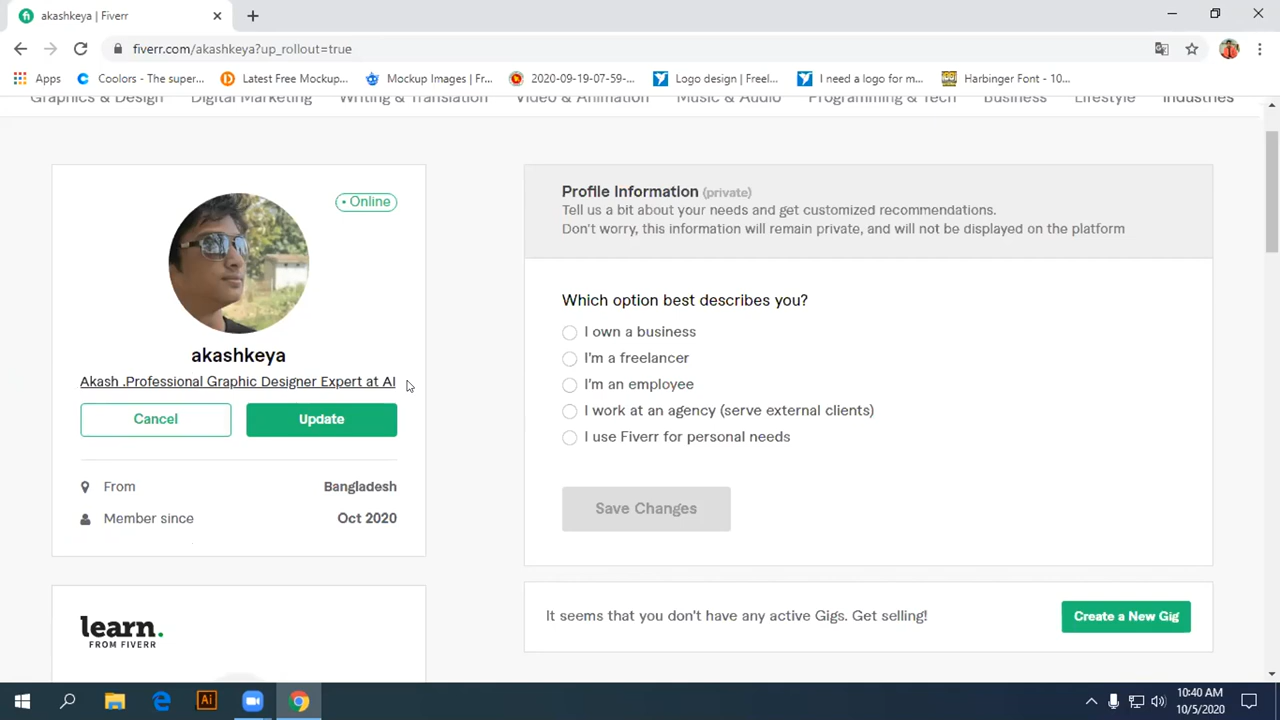 akashkeya | Fiverr
fiverr.com/akashkeya?up_rollout=true
Apps
Coolors - The super...
Latest Free Mockup...
Mockup Images | Fr...
2020-09-19-07-59-...
Logo design | Freel...
I need a logo for m...
Harbinger Font - 10...
Graphics & Design
Digital Marketing
Writing & Translation
Video & Animation
Music & Audio
Programming & Tech
Business
Lifestyle
Industries
• Online
akashkeya
Akash .Professional Graphic Designer Expert at AI
Cancel
Update
From
Bangladesh
Member since
Oct 2020
learn.
FROM FIVERR
Profile Information (private)
Tell us a bit about your needs and get customized recommendations.
Don't worry, this information will remain private, and will not be displayed on the platform
Which option best describes you?
I own a business
I'm a freelancer
I'm an employee
I work at an agency (serve external clients)
I use Fiverr for personal needs
Save Changes
It seems that you don't have any active Gigs. Get selling!
Create a New Gig
Ai
10:40 AM
10/5/2020